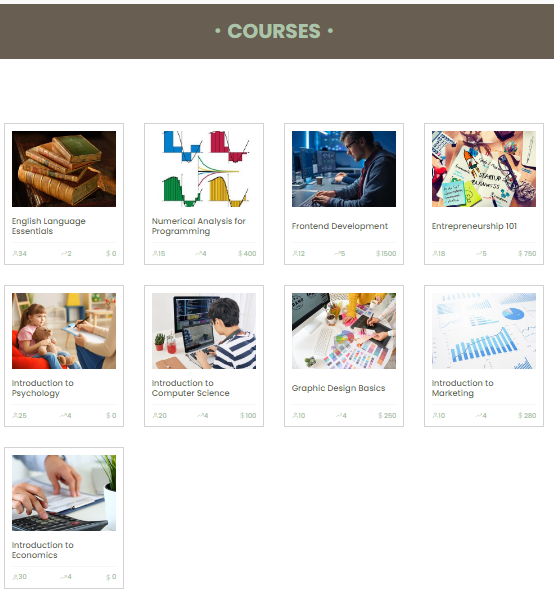 • COURSES •
English Language
Essentials
34 2 $ 0
Numerical Analysis for
Programming
15 4 $ 400
Frontend Development
12 5 $ 1500
STARTUP
BUSINESS
Entrepreneurship 101
18 5 $ 750
Introduction to
Psychology
25 4 $ 0
Introduction to
Computer Science
20 4 $ 100
Graphic Design Basics
10 4 $ 250
Introduction to
Marketing
10 4 $ 280
Introduction to
Economics
30 4 $ 0